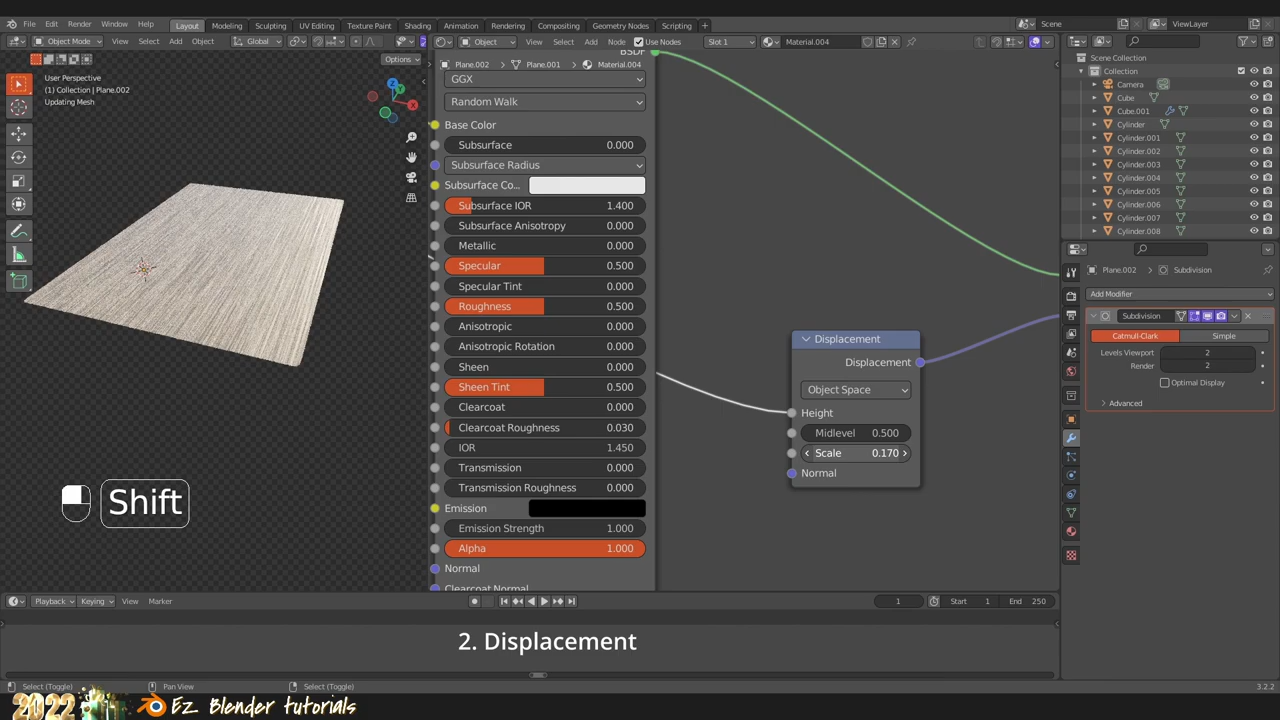 File Edit Render Window Help Layout Modeling Sculpting UV Editing Texture Paint Shading Animation Rendering Compositing Geometry Nodes Scripting + Scene ViewLayer
Object Mode View Select Add Object Global Object View Select Add Node Use Nodes Slot 1 Material.004
Options
BSDF
Plane.002 > Plane.001 > Material.004
Scene Collection
Collection
Camera
Cube
Cube.001
Cylinder
Cylinder.001
Cylinder.002
Cylinder.003
Cylinder.004
Cylinder.005
Cylinder.006
Cylinder.007
Cylinder.008
User Perspective
(1) Collection | Plane.002
Updating Mesh
Z
Y
X
GGX
Random Walk
Base Color
Subsurface 0.000
Subsurface Radius
Subsurface Co...
Subsurface IOR 1.400
Subsurface Anisotropy 0.000
Metallic 0.000
Specular 0.500
Specular Tint 0.000
Roughness 0.500
Anisotropic 0.000
Anisotropic Rotation 0.000
Sheen 0.000
Sheen Tint 0.500
Clearcoat 0.000
Clearcoat Roughness 0.030
IOR 1.450
Transmission 0.000
Transmission Roughness 0.000
Emission
Emission Strength 1.000
Alpha 1.000
Normal
Clearcoat Normal
Displacement
Displacement
Object Space
Height
Midlevel 0.500
Scale 0.170
Normal
Plane.002 > Subdivision
Add Modifier
Subdivision
Catmull-Clark Simple
Levels Viewport 2
Render 2
Optimal Display
Advanced
Shift
Playback Keying View Marker 1 Start 1 End 250
2. Displacement
Select (Toggle) Pan View Select (Toggle) 3.2.2
2022 Ez Blender tutorials